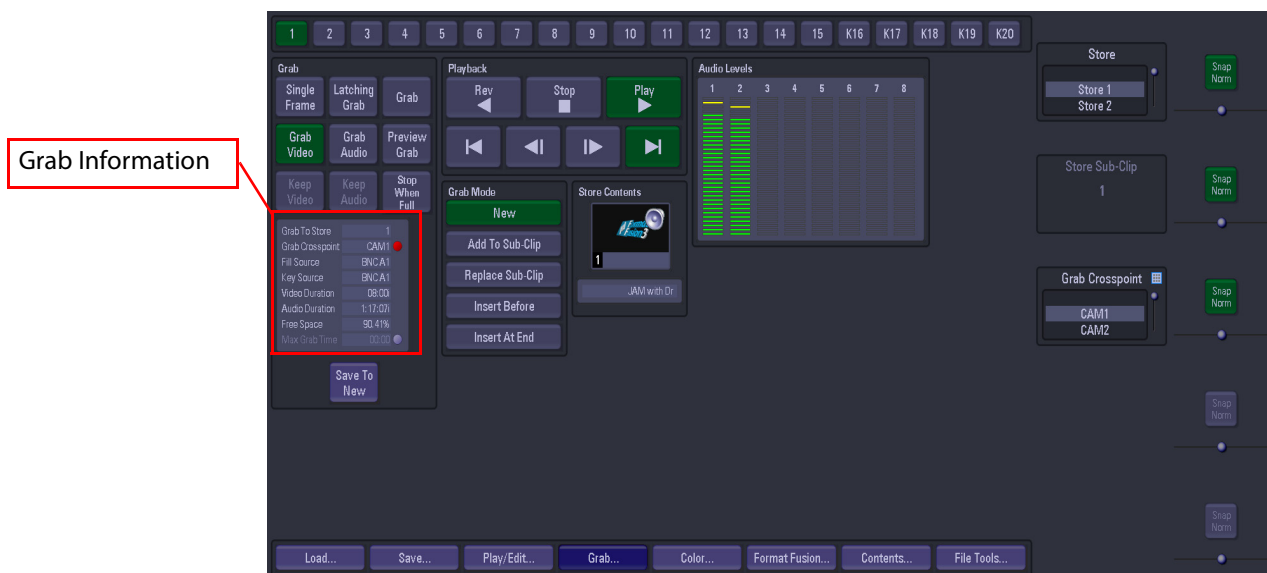 1 2 3 4 5 6 7 8 9 10 11 12 13 14 15 K16 K17 K18 K19 K20
Grab
Single Frame
Latching Grab
Grab
Grab Video
Grab Audio
Preview Grab
Keep Video
Keep Audio
Stop When Full
Grab Information
Grab To Store 1
Grab Crosspoint CAM1
Fill Source BNC A1
Key Source BNC A1
Video Duration 08:00i
Audio Duration 1:17:07i
Free Space 90.41%
Max Grab Time 00:00
Save To New
Playback
Rev
Stop
Play
Grab Mode
New
Add To Sub-Clip
Replace Sub-Clip
Insert Before
Insert At End
Store Contents
1
JAM with Dr
Audio Levels
1 2 3 4 5 6 7 8
Store
Store 1
Store 2
Snap Norm
Store Sub-Clip
1
Snap Norm
Grab Crosspoint
CAM1
CAM2
Snap Norm
Snap Norm
Snap Norm
Load...
Save...
Play/Edit...
Grab...
Color...
Format Fusion...
Contents...
File Tools...